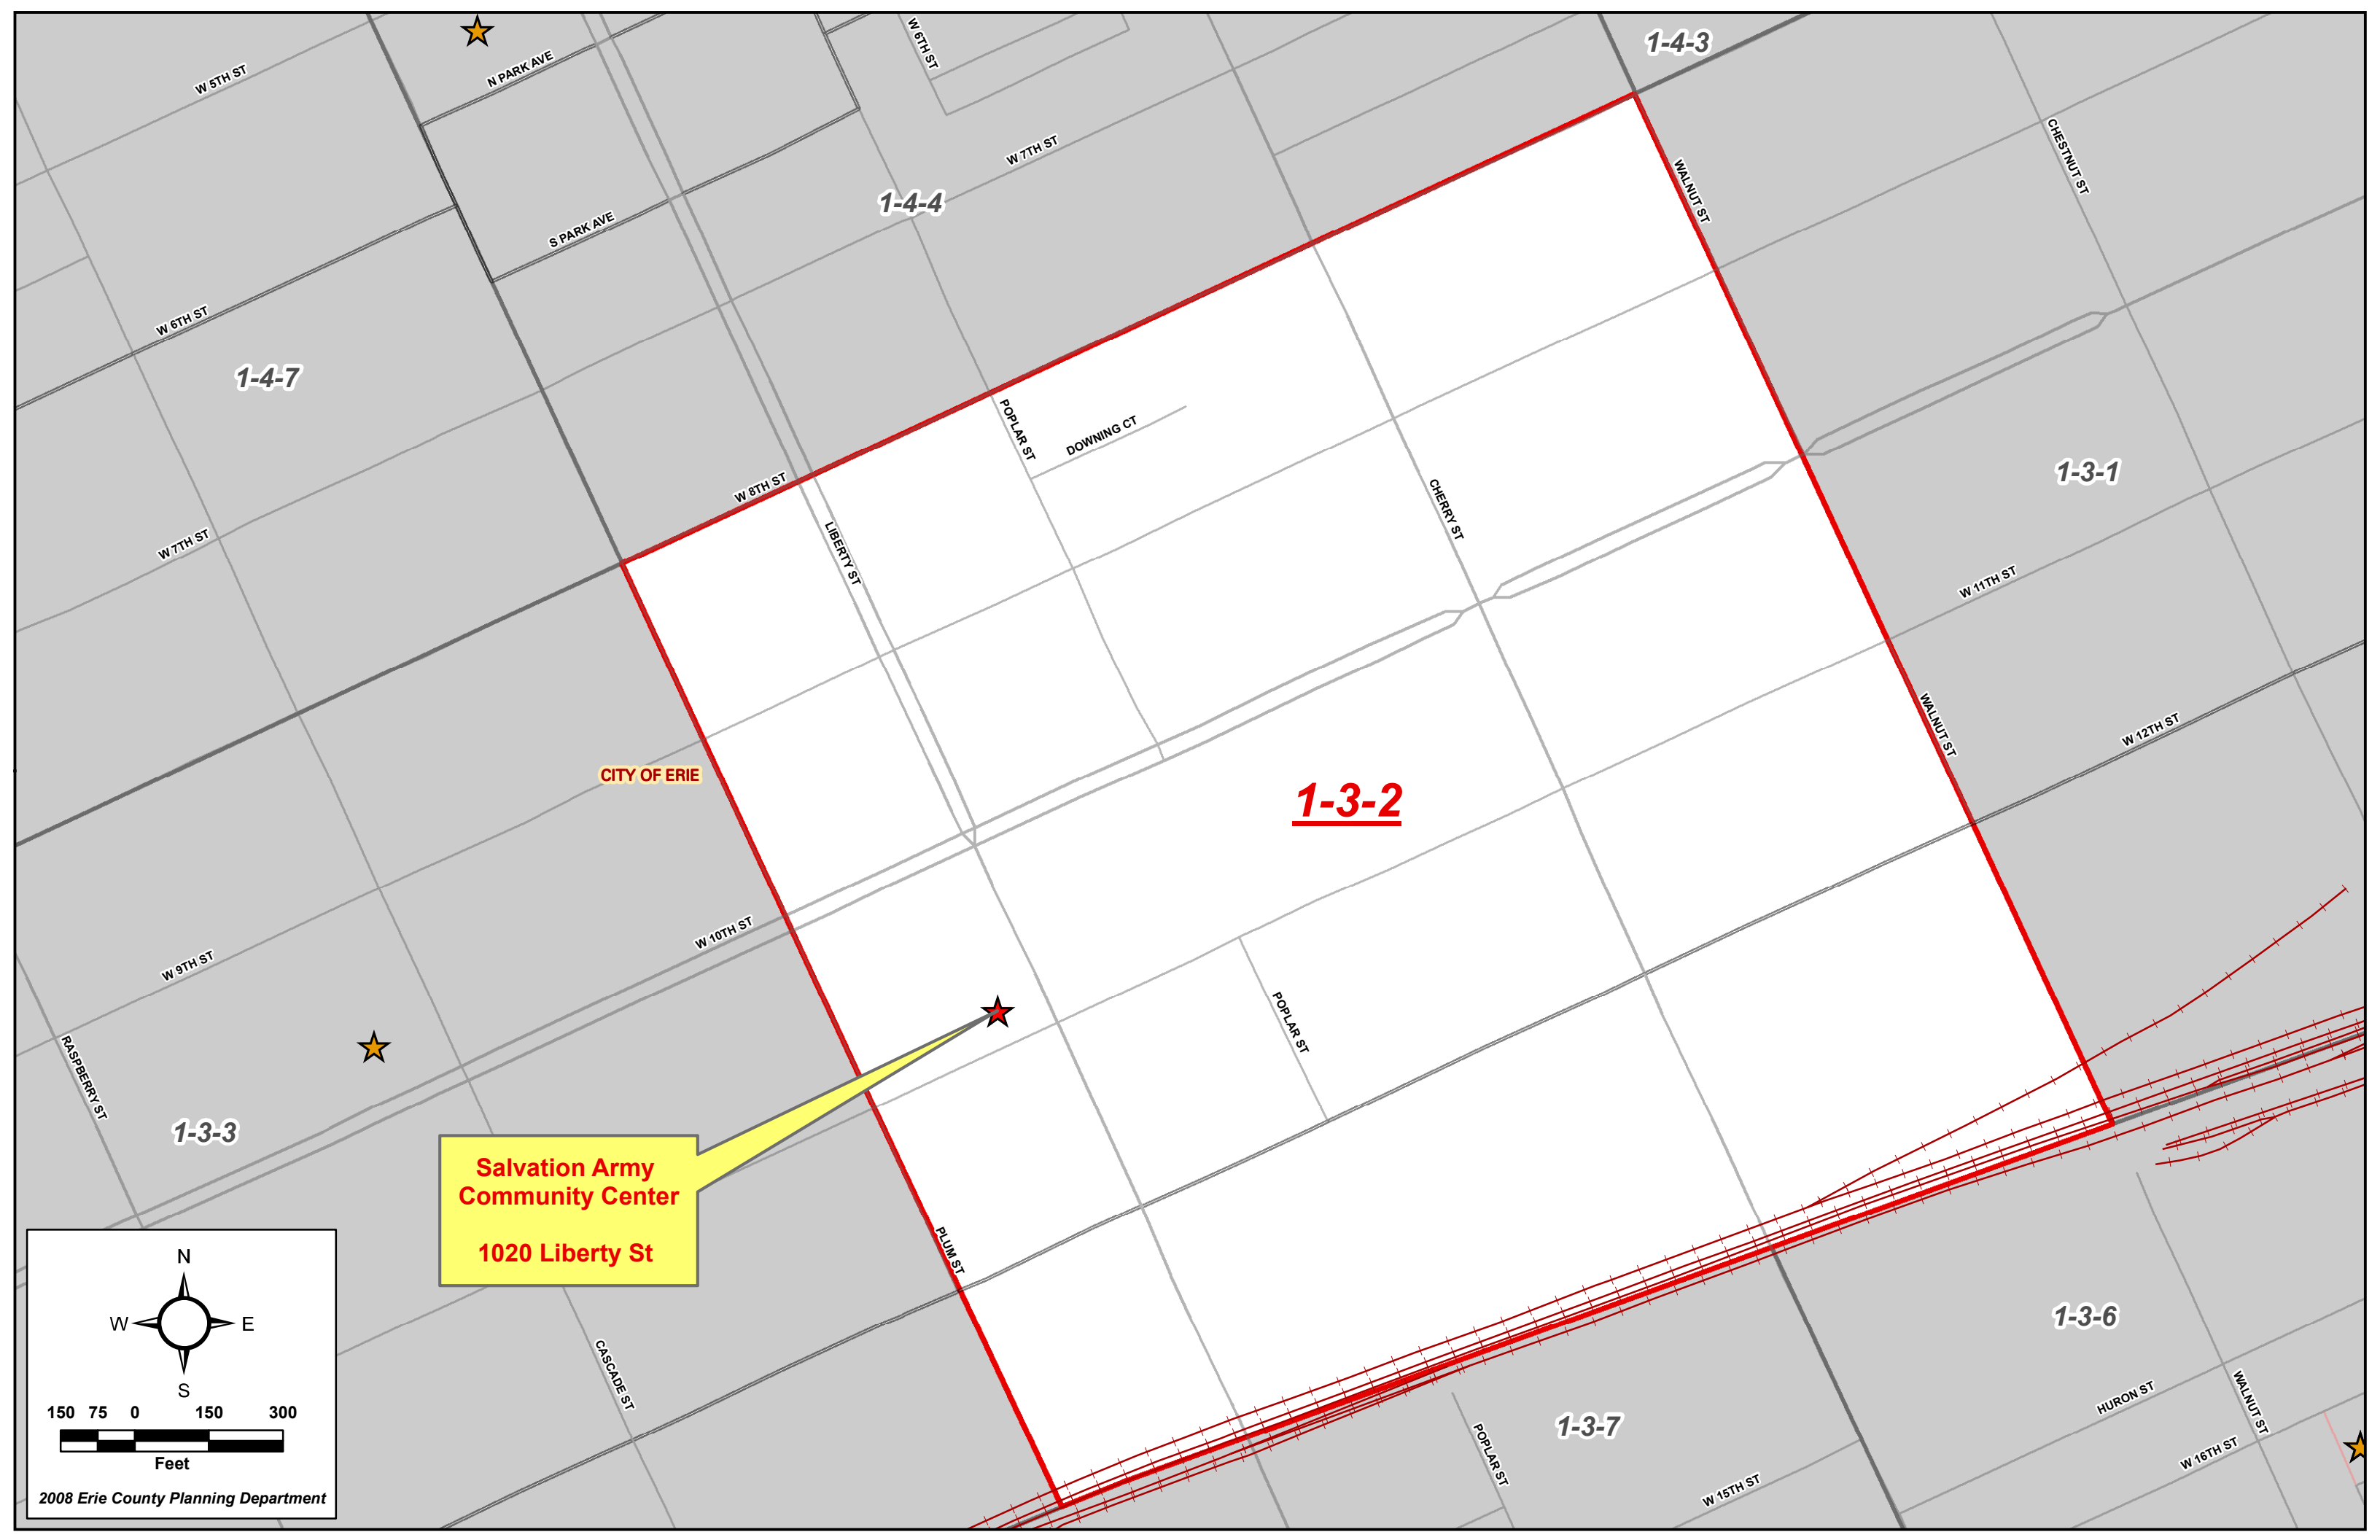 1-4-3
W 5TH ST
N PARK AVE
W 6TH ST
W 7TH ST
CHESTNUT ST
WALNUT ST
1-4-4
S PARK AVE
W 6TH ST
1-4-7
POPLAR ST
DOWNING CT
W 8TH ST
CHERRY ST
LIBERTY ST
1-3-1
W 7TH ST
W 11TH ST
WALNUT ST
W 12TH ST
CITY OF ERIE
1-3-2
W 10TH ST
W 9TH ST
POPLAR ST
RASPBERRY ST
1-3-3
Salvation Army
Community Center
1020 Liberty St
PLUM ST
CASCADE ST
1-3-6
HURON ST
WALNUT ST
1-3-7
POPLAR ST
W 16TH ST
W 15TH ST
N
W E
S
150 75 0 150 300
Feet
2008 Erie County Planning Department